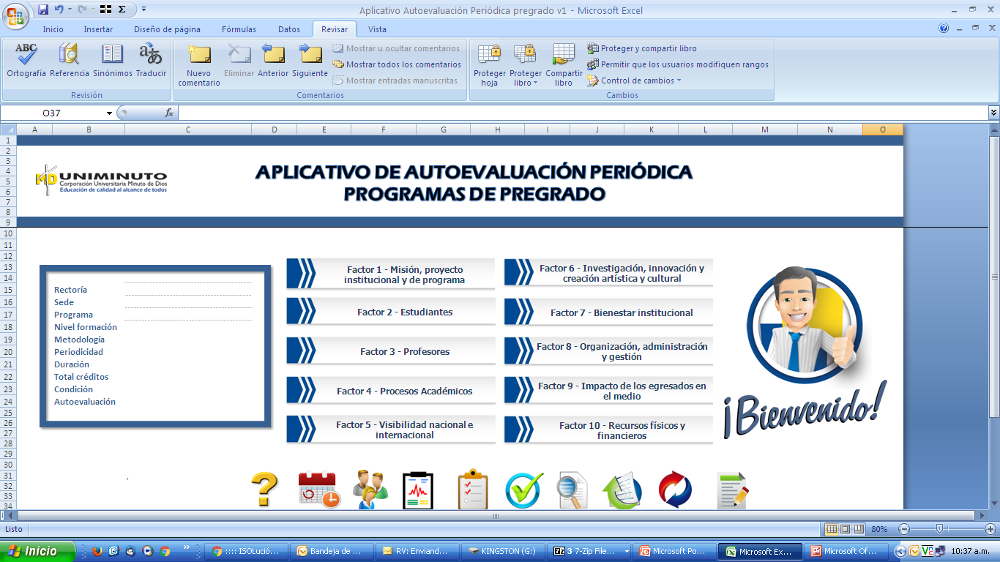 Aplicativo Autoevaluación Periódica pregrado v1 - Microsoft Excel
Inicio Insertar Diseño de página Fórmulas Datos Revisar Vista
ABC
Ortografía Referencia Sinónimos Traducir
Revisión
Nuevo comentario
Eliminar Anterior Siguiente
Mostrar u ocultar comentarios
Mostrar todos los comentarios
Mostrar entradas manuscritas
Comentarios
Proteger hoja
Proteger libro
Compartir libro
Proteger y compartir libro
Permitir que los usuarios modifiquen rangos
Control de cambios
Cambios
O37 fx
A B C D E F G H I J K L M N O
1
2
3
4
5
6
7
8
9
10
11
12
13
14
15
16
17
18
19
20
21
22
23
24
25
26
27
28
29
30
31
32
33
34
UNIMINUTO
Corporación Universitaria Minuto de Dios
Educación de calidad al alcance de todos
APLICATIVO DE AUTOEVALUACIÓN PERIÓDICA
PROGRAMAS DE PREGRADO
Rectoría
Sede
Programa
Nivel formación
Metodología
Periodicidad
Duración
Total créditos
Condición
Autoevaluación
Factor 1 - Misión, proyecto
institucional y de programa
Factor 2 - Estudiantes
Factor 3 - Profesores
Factor 4 - Procesos Académicos
Factor 5 - Visibilidad nacional e
internacional
Factor 6 - Investigación, innovación y
creación artística y cultural
Factor 7 - Bienestar institucional
Factor 8 - Organización, administración
y gestión
Factor 9 - Impacto de los egresados en
el medio
Factor 10 - Recursos físicos y
financieros
¡Bienvenido!
Listo 80%
Inicio :::: ISOLució... Bandeja de ... RV: Enviand... KINGSTON (G:) 3 7-Zip File... Microsoft Po... Microsoft Ex... Microsoft Of... 10:37 a.m.